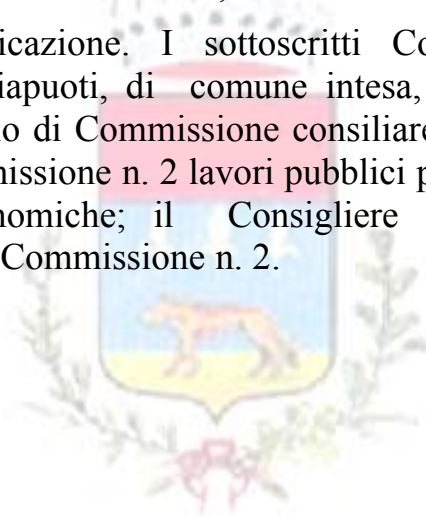 icazione. I sottoscritti Co
iapuoti, di comune intesa,
o di Commissione consiliare
missione n. 2 lavori pubblici p
nomiche; il Consigliere
Commissione n. 2.